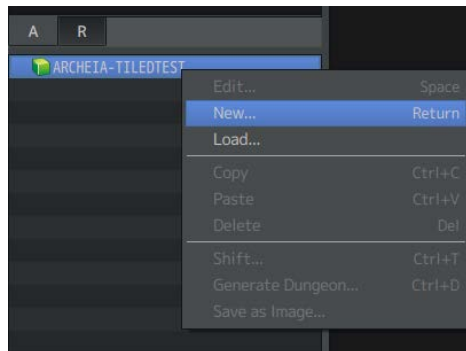 A R
ARCHEIA-TILEDTEST
Edit... Space
New... Return
Load...
Copy Ctrl+C
Paste Ctrl+V
Delete Del
Shift... Ctrl+T
Generate Dungeon... Ctrl+D
Save as Image...